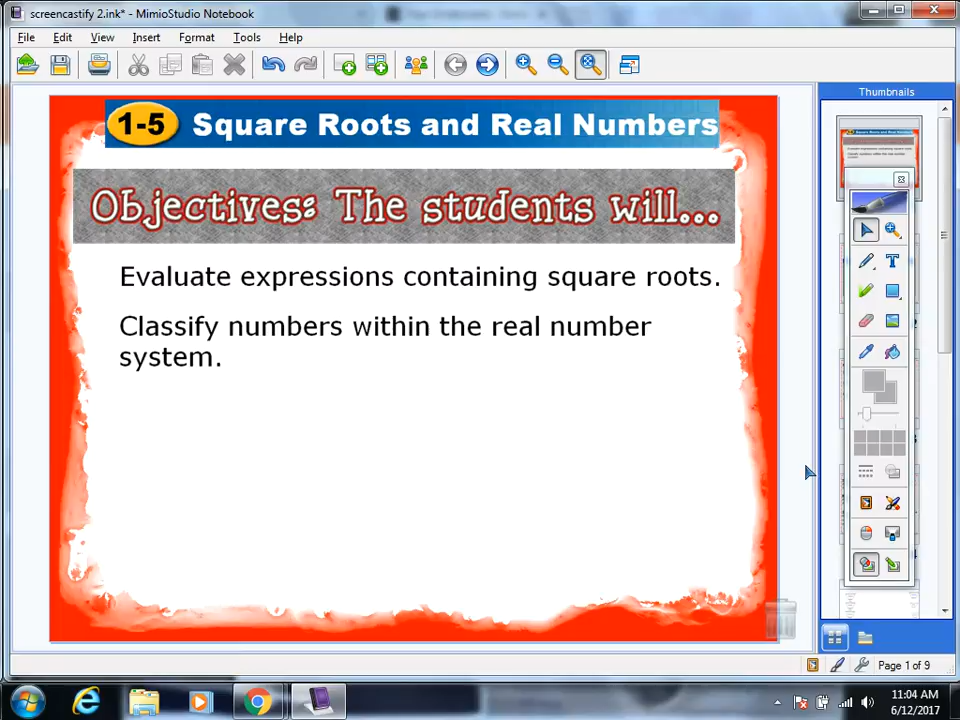 screencastify 2.ink* - MimioStudio Notebook
File Edit View Insert Format Tools Help
Thumbnails
1-5 Square Roots and Real Numbers
Objectives: The students will...
Evaluate expressions containing square roots.
Classify numbers within the real number
system.
Page 1 of 9
11:04 AM
6/12/2017